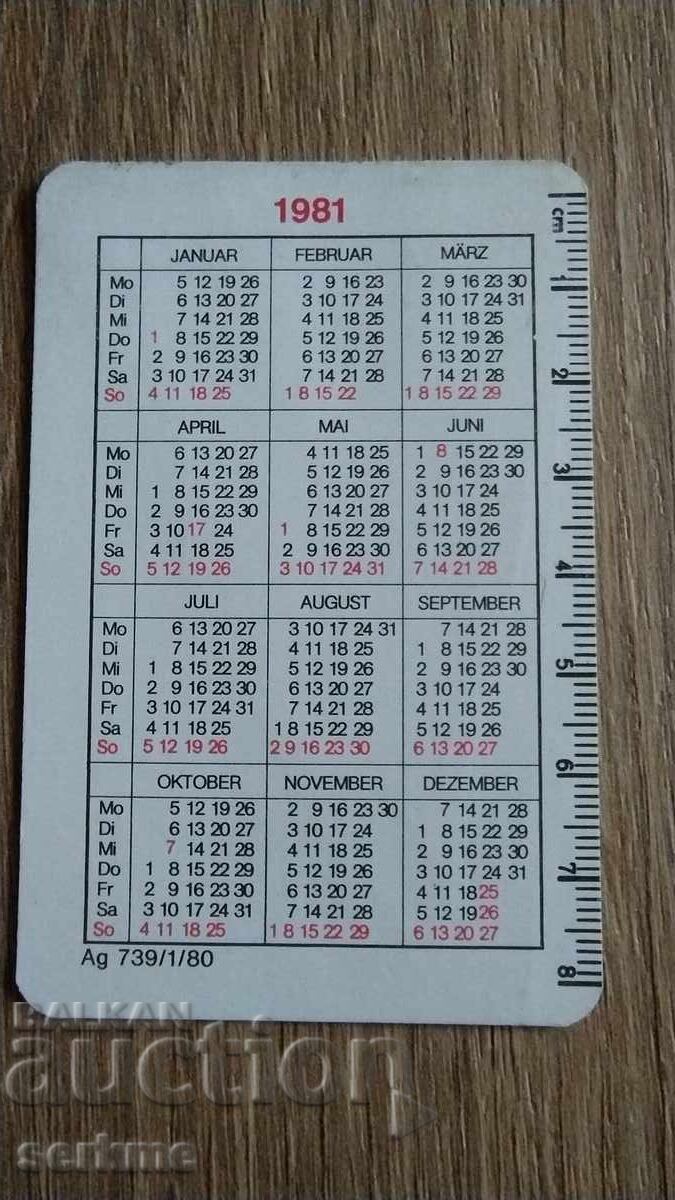 1981
cm
1
2
3
4
5
6
7
8
JANUAR FEBRUAR MÄRZ
Mo 5 12 19 26 2 9 16 23 2 9 16 23 30
Di 6 13 20 27 3 10 17 24 3 10 17 24 31
Mi 7 14 21 28 4 11 18 25 4 11 18 25
Do 1 8 15 22 29 5 12 19 26 5 12 19 26
Fr 2 9 16 23 30 6 13 20 27 6 13 20 27
Sa 3 10 17 24 31 7 14 21 28 7 14 21 28
So 4 11 18 25 1 8 15 22 1 8 15 22 29
APRIL MAI JUNI
Mo 6 13 20 27 4 11 18 25 1 8 15 22 29
Di 7 14 21 28 5 12 19 26 2 9 16 23 30
Mi 1 8 15 22 29 6 13 20 27 3 10 17 24
Do 2 9 16 23 30 7 14 21 28 4 11 18 25
Fr 3 10 17 24 1 8 15 22 29 5 12 19 26
Sa 4 11 18 25 2 9 16 23 30 6 13 20 27
So 5 12 19 26 3 10 17 24 31 7 14 21 28
JULI AUGUST SEPTEMBER
Mo 6 13 20 27 3 10 17 24 31 7 14 21 28
Di 7 14 21 28 4 11 18 25 1 8 15 22 29
Mi 1 8 15 22 29 5 12 19 26 2 9 16 23 30
Do 2 9 16 23 30 6 13 20 27 3 10 17 24
Fr 3 10 17 24 31 7 14 21 28 4 11 18 25
Sa 4 11 18 25 1 8 15 22 29 5 12 19 26
So 5 12 19 26 2 9 16 23 30 6 13 20 27
OKTOBER NOVEMBER DEZEMBER
Mo 5 12 19 26 2 9 16 23 30 7 14 21 28
Di 6 13 20 27 3 10 17 24 1 8 15 22 29
Mi 7 14 21 28 4 11 18 25 2 9 16 23 30
Do 1 8 15 22 29 5 12 19 26 3 10 17 24 31
Fr 2 9 16 23 30 6 13 20 27 4 11 18 25
Sa 3 10 17 24 31 7 14 21 28 5 12 19 26
So 4 11 18 25 1 8 15 22 29 6 13 20 27
Ag 739/1/80
BALKAN
auction
serkme